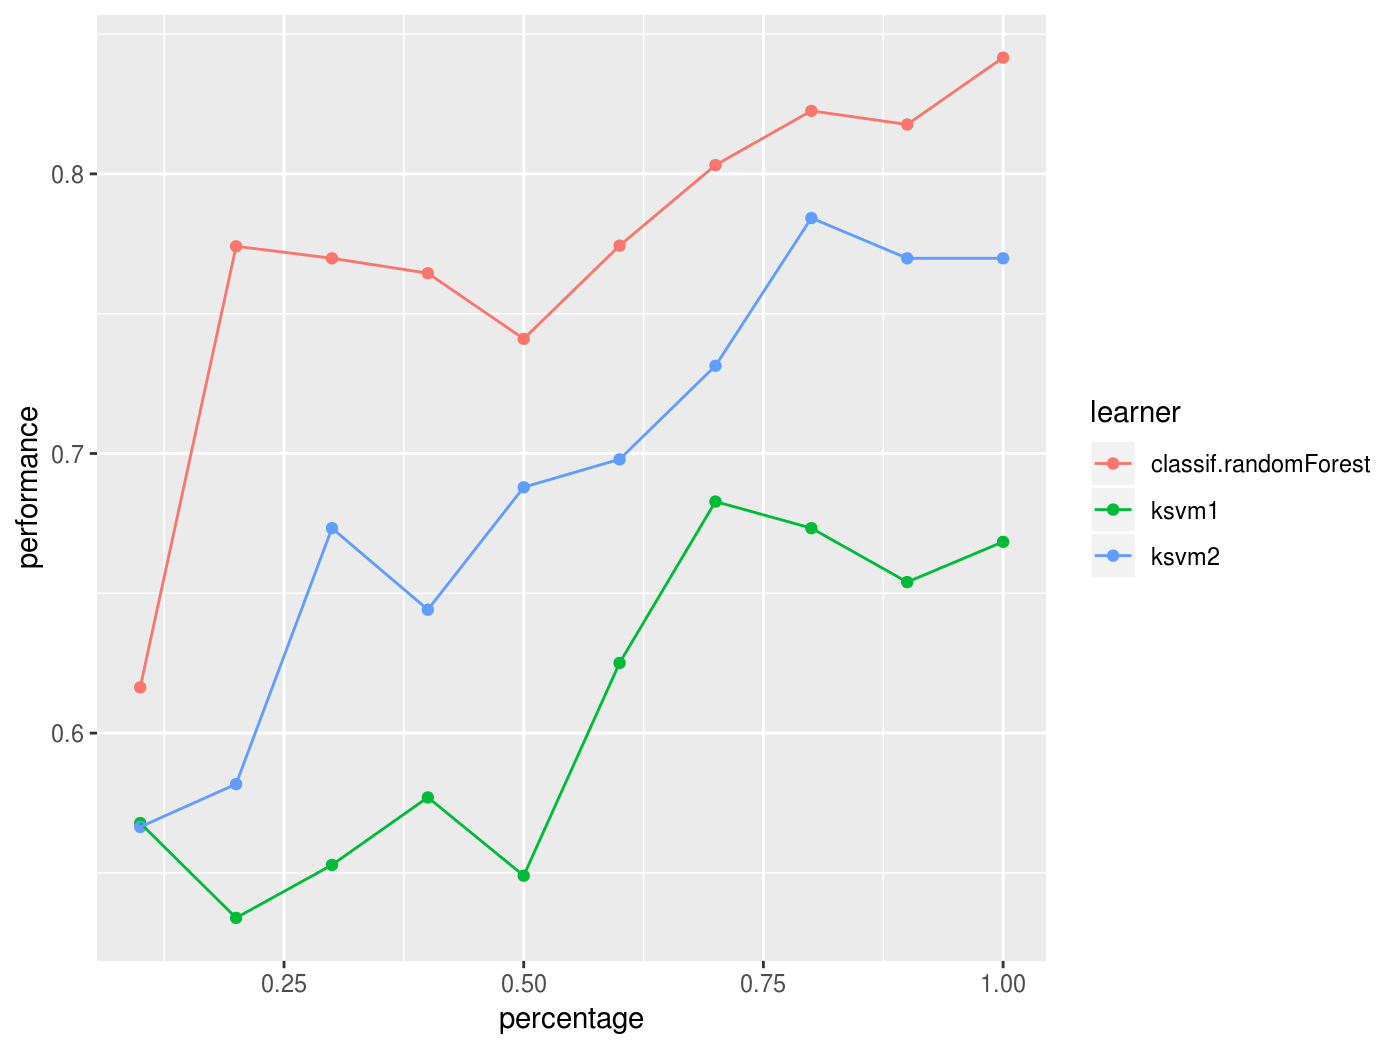 performance
0.8
0.7
0.6
0.25
0.50
0.75
1.00
percentage
learner
classif.randomForest
ksvm1
ksvm2